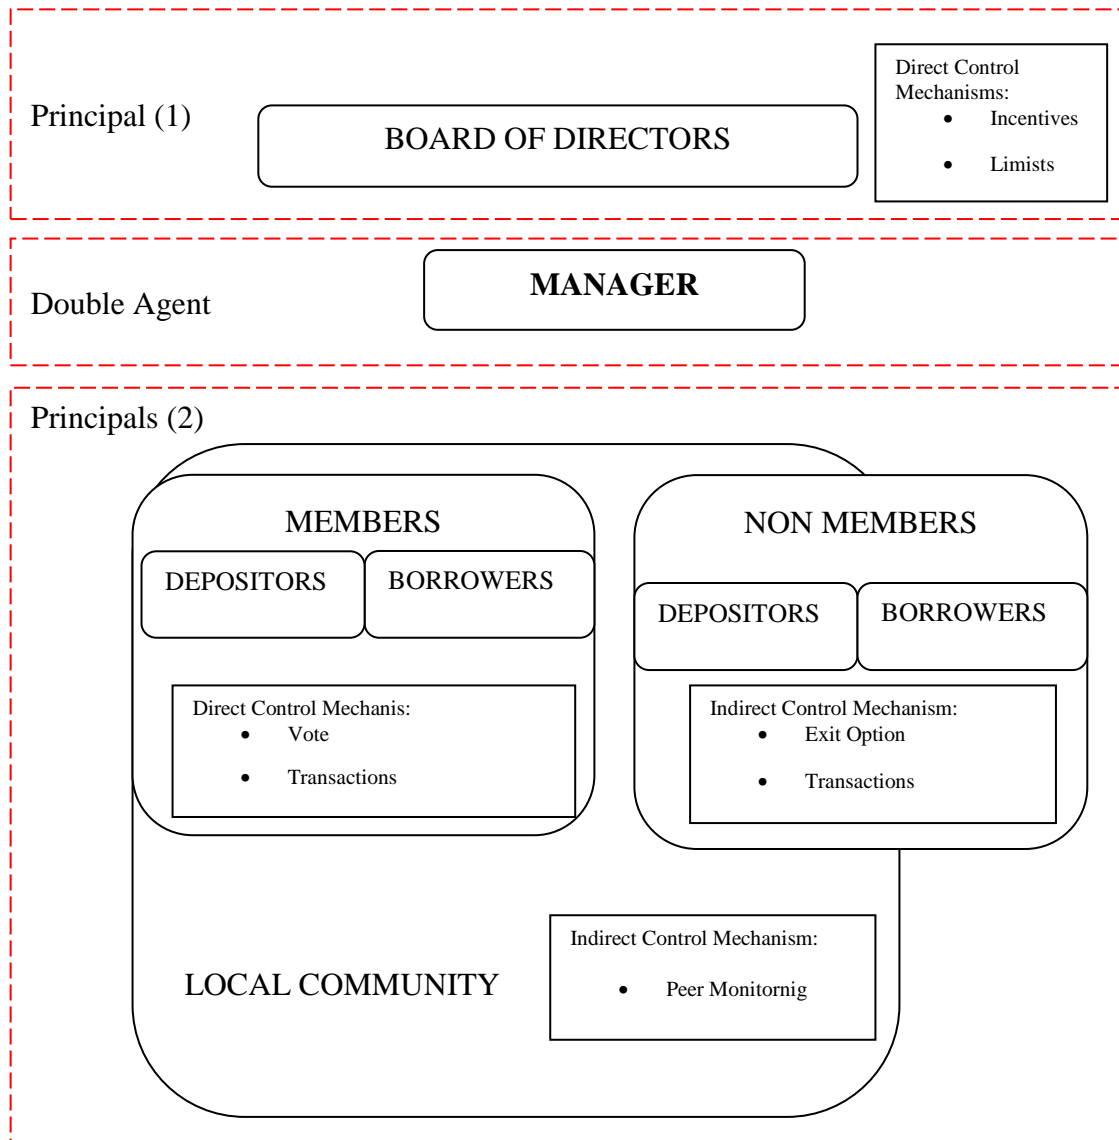 Principal (1)
BOARD OF DIRECTORS
Direct Control
Mechanisms:
• Incentives
• Limists
Double Agent
MANAGER
Principals (2)
MEMBERS
DEPOSITORS
BORROWERS
Direct Control Mechanis:
• Vote
• Transactions
NON MEMBERS
DEPOSITORS
BORROWERS
Indirect Control Mechanism:
• Exit Option
• Transactions
LOCAL COMMUNITY
Indirect Control Mechanism:
• Peer Monitornig